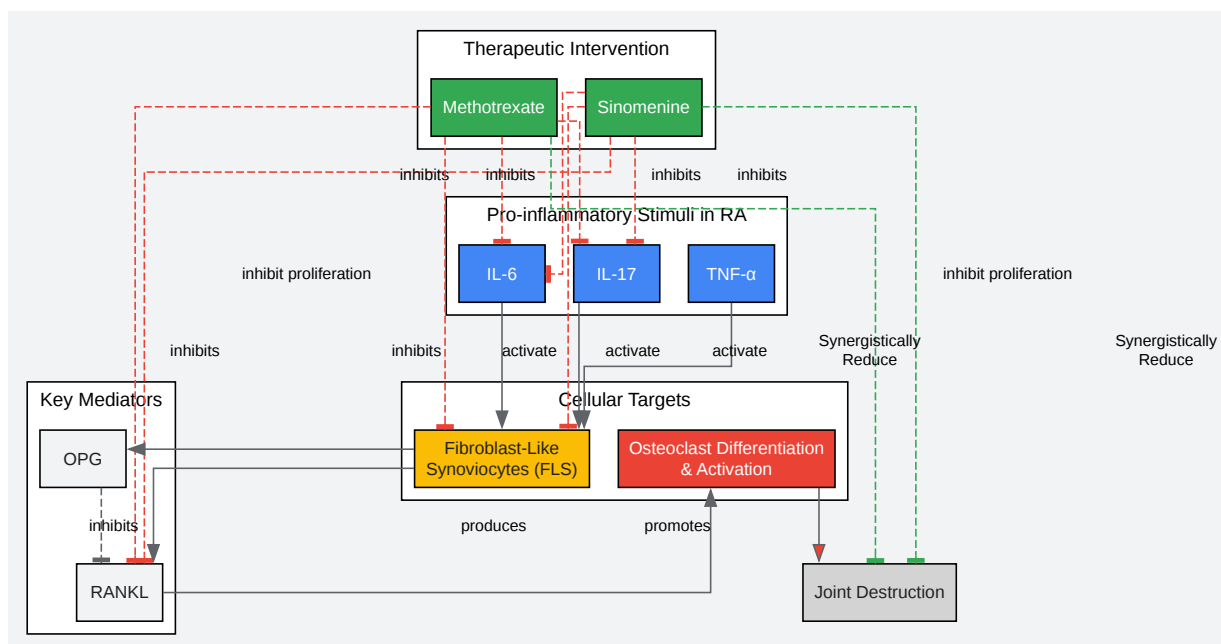 Therapeutic Intervention
Methotrexate
Sinomenine
inhibits
inhibits
inhibits
inhibits
Pro-inflammatory Stimuli in RA
IL-6
IL-17
TNF-α
inhibit proliferation
inhibit proliferation
inhibits
inhibits
activate
activate
activate
Synergistically
Reduce
Synergistically
Reduce
Key Mediators
Cellular Targets
OPG
Fibroblast-Like
Synoviocytes (FLS)
Osteoclast Differentiation
& Activation
inhibits
produces
promotes
RANKL
Joint Destruction